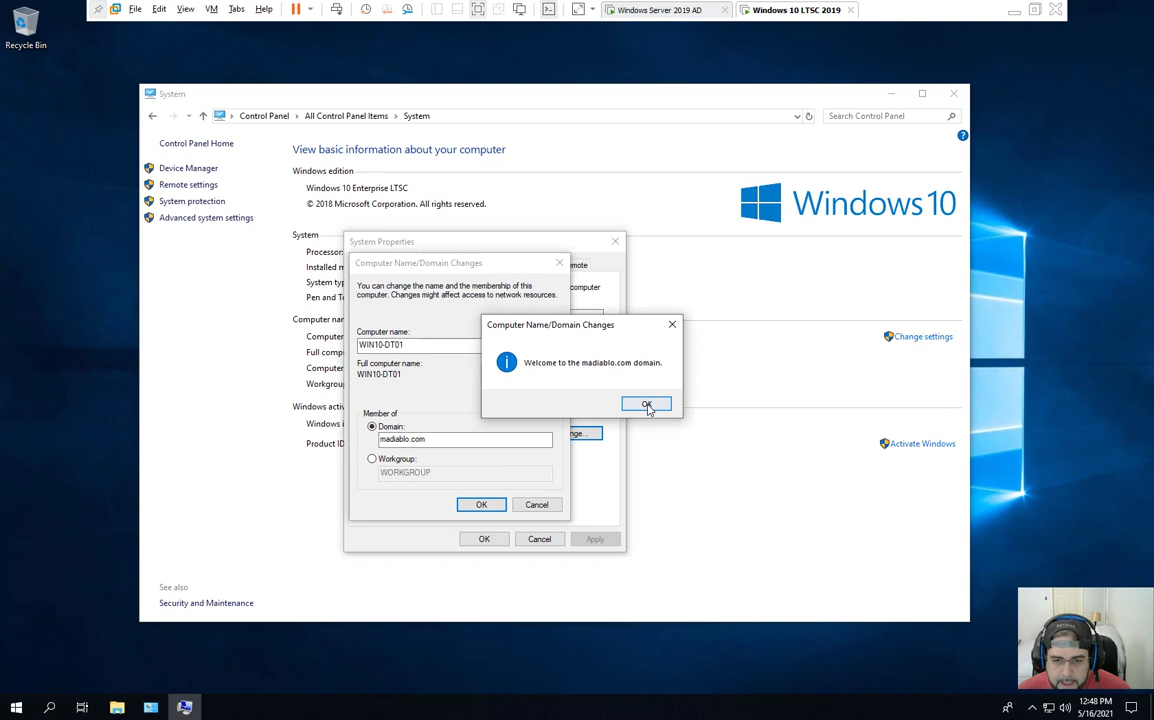 File Edit View VM Tabs Help
Windows Server 2019 AD
Windows 10 LTSC 2019
Recycle Bin
System
Control Panel > All Control Panel Items > System
Search Control Panel
Control Panel Home
Device Manager
Remote settings
System protection
Advanced system settings
View basic information about your computer
Windows edition
Windows 10 Enterprise LTSC
© 2018 Microsoft Corporation. All rights reserved.
Windows 10
System
Processor:
Installed m
System typ
Pen and To
Computer na
Computer
Full compu
Computer
Workgrou
Windows activ
Windows i
Product ID
Change settings
Activate Windows
System Properties
emote
computer
nge...
OK
Cancel
Apply
Computer Name/Domain Changes
You can change the name and the membership of this
computer. Changes might affect access to network resources.
Computer name:
WIN10-DT01
Full computer name:
WIN10-DT01
Member of
Domain:
madiablo.com
Workgroup:
WORKGROUP
OK
Cancel
Computer Name/Domain Changes
Welcome to the madiablo.com domain.
OK
See also
Security and Maintenance
12:48 PM
5/16/2021